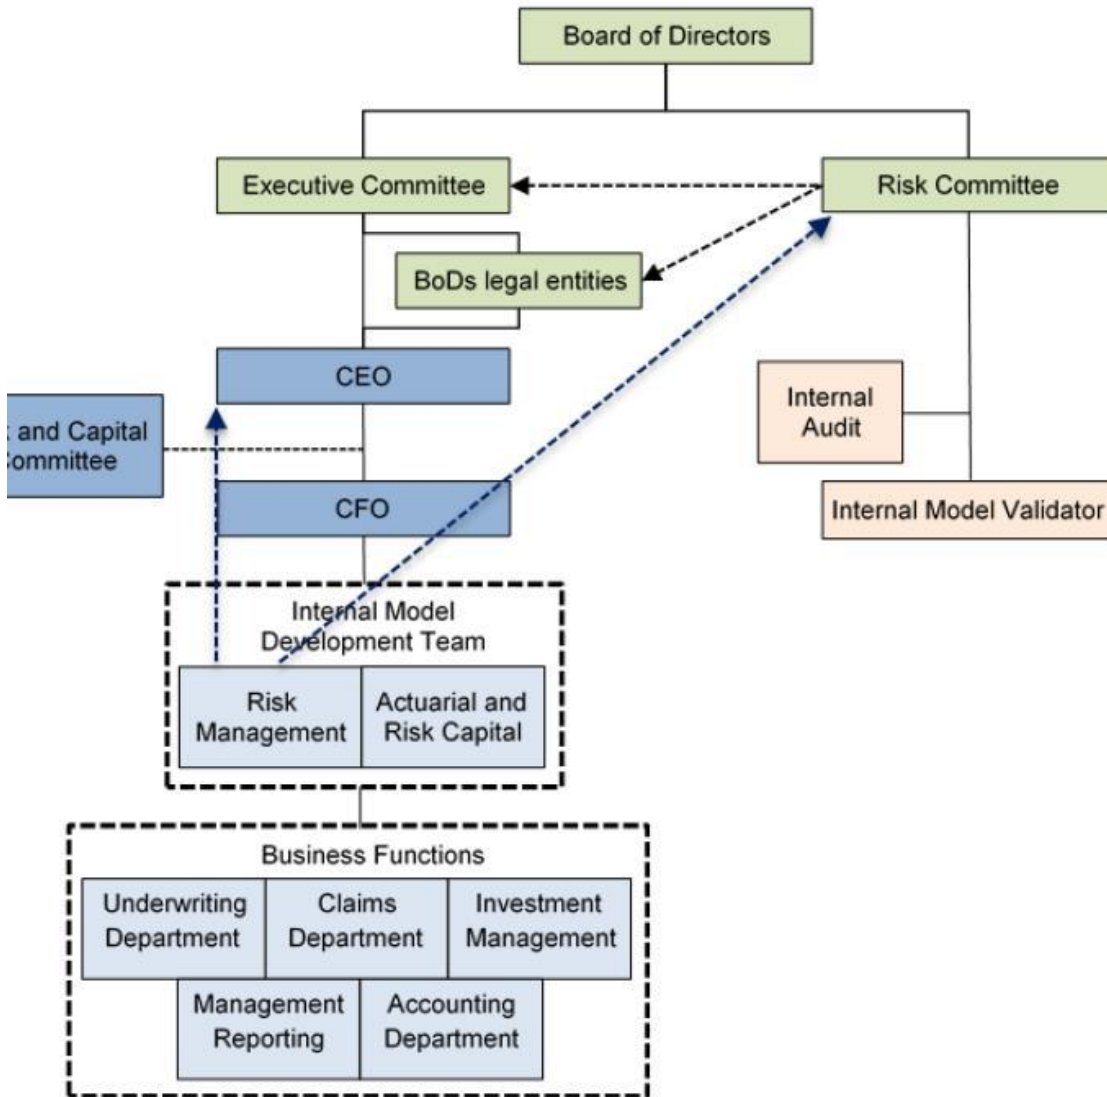 Board of Directors
Executive Committee
Risk Committee
BoDs legal entities
CEO
Internal
Audit
and Capital
Committee
CFO
Internal Model Validator
Internal Model
Development Team
Risk
Management
Actuarial and
Risk Capital
Business Functions
Underwriting
Department
Claims
Department
Investment
Management
Management
Reporting
Accounting
Department